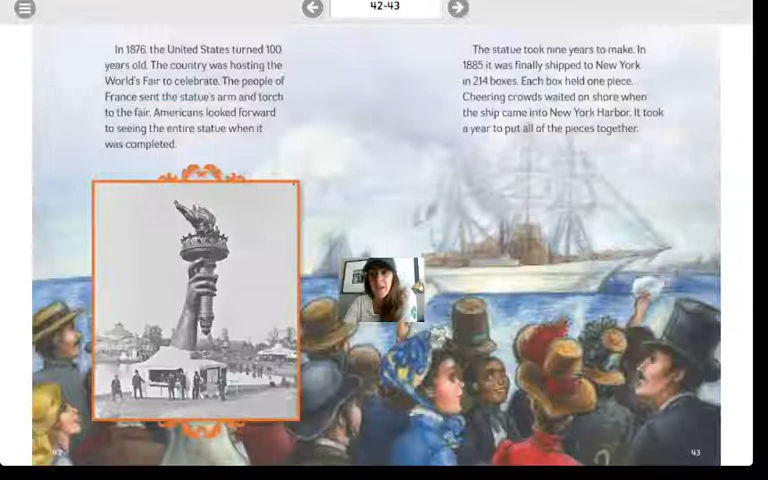 42-43
In 1876, the United States turned 100
years old. The country was hosting the
World's Fair to celebrate. The people of
France sent the statue's arm and torch
to the fair. Americans looked forward
to seeing the entire statue when it
was completed.
The statue took nine years to make. In
1885 it was finally shipped to New York
in 214 boxes. Each box held one piece.
Cheering crowds waited on shore when
the ship came into New York Harbor. It took
a year to put all of the pieces together.
42
43